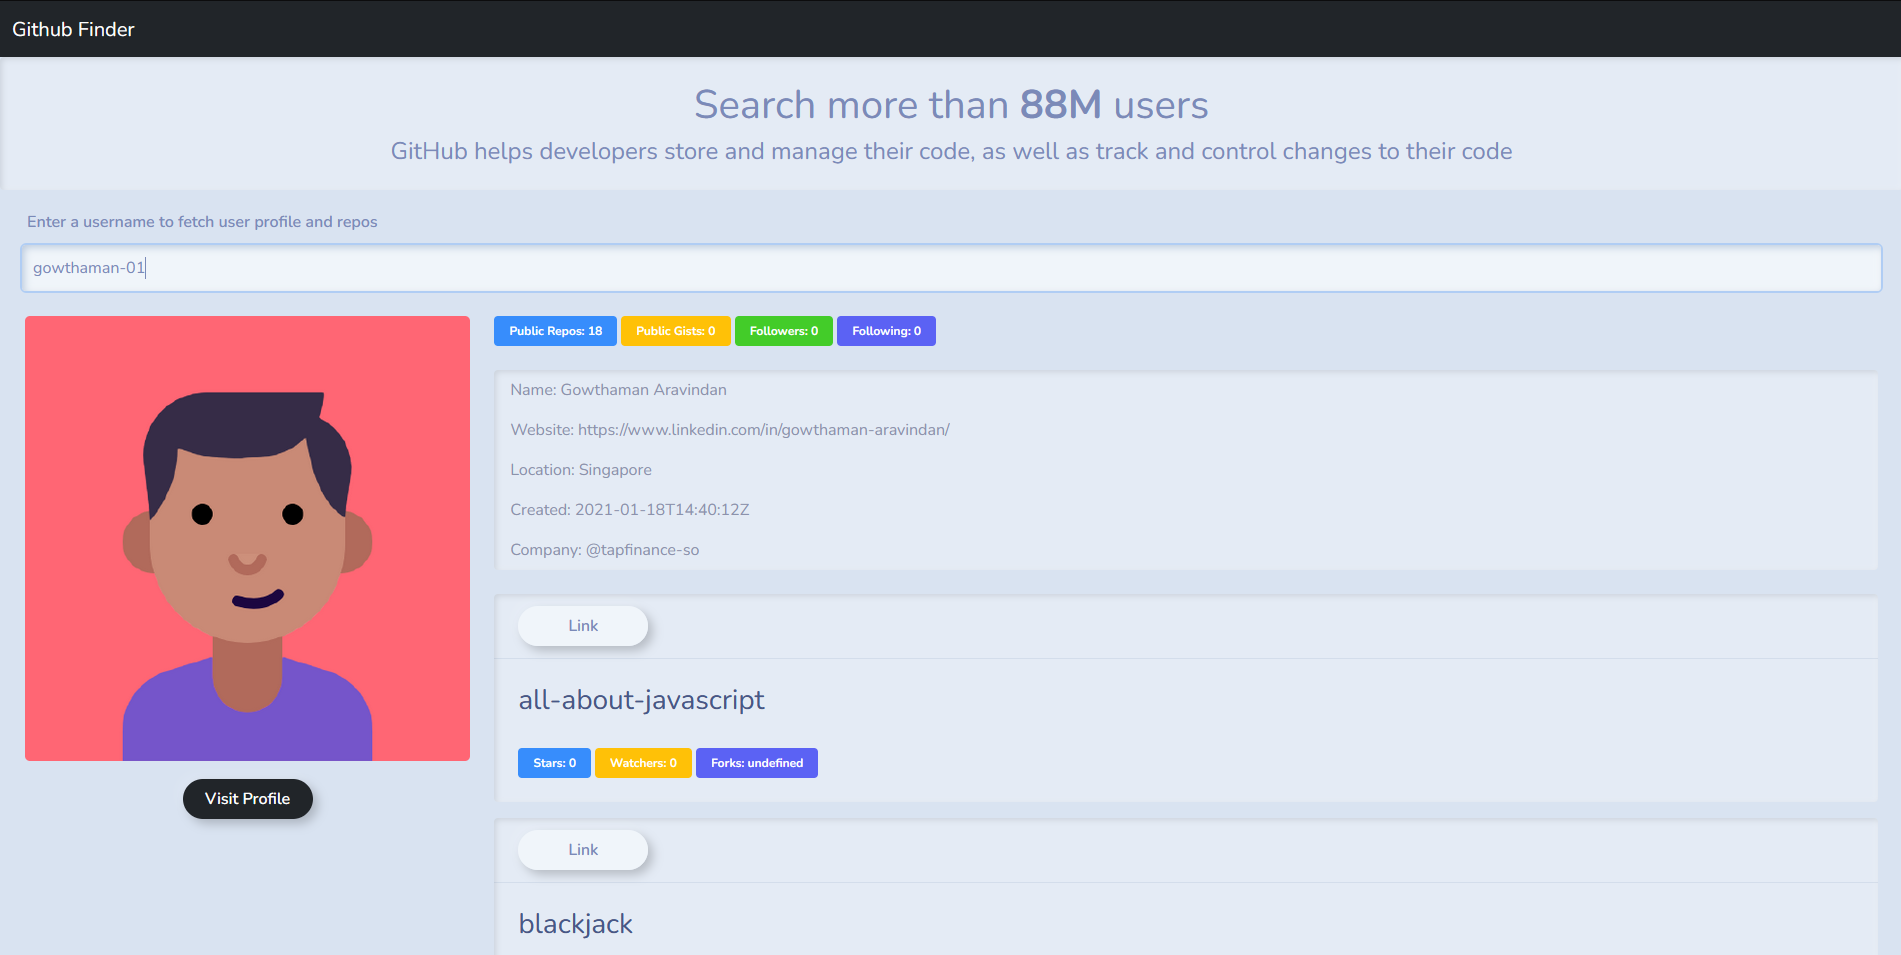 Github Finder
Search more than 88M users
GitHub helps developers store and manage their code, as well as track and control changes to their code
Enter a username to fetch user profile and repos
gowthaman-01
Public Repos: 18 Public Gists: 0 Followers: 0 Following: 0
Name: Gowthaman Aravindan
Website: https://www.linkedin.com/in/gowthaman-aravindan/
Location: Singapore
Created: 2021-01-18T14:40:12Z
Company: @tapfinance-so
Link
all-about-javascript
Stars: 0 Watchers: 0 Forks: undefined
Visit Profile
Link
blackjack